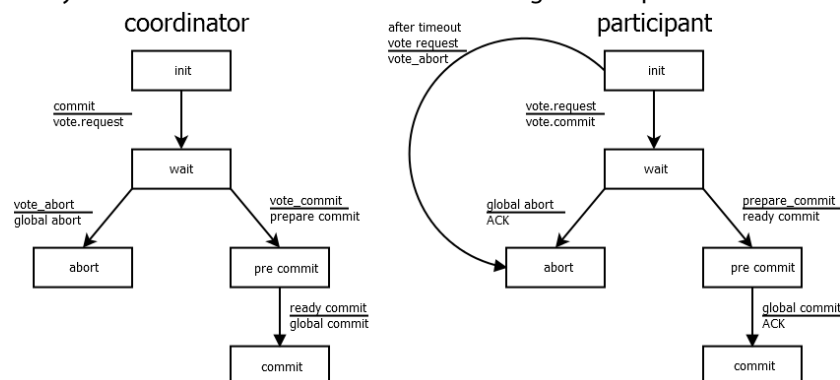 coordinator
init
commit
vote.request
wait
vote_abort
global abort
vote_commit
prepare commit
abort
pre commit
ready commit
global commit
commit
participant
after timeout
vote request
vote_abort
init
vote.request
vote.commit
wait
global abort
ACK
prepare_commit
ready commit
abort
pre commit
global commit
ACK
commit